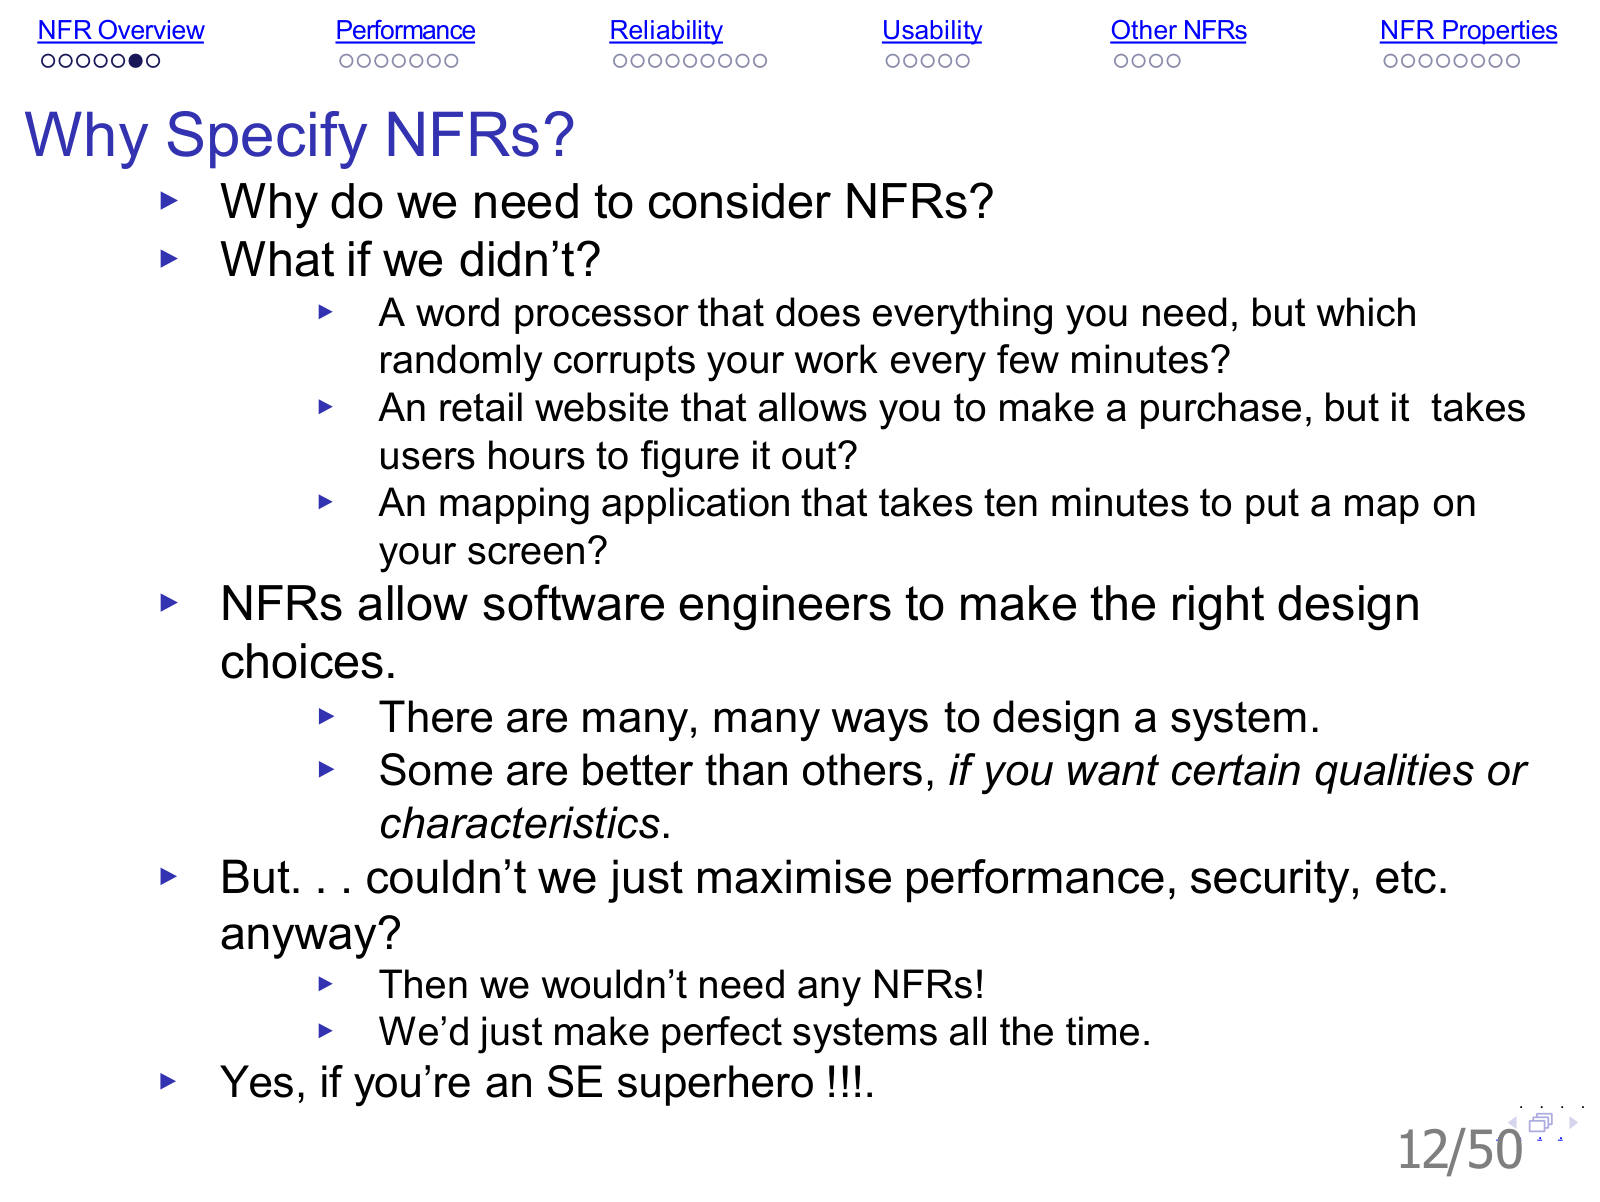 NFR Overview Performance Reliability Usability Other NFRs NFR Properties
Why Specify NFRs?
Why do we need to consider NFRs?
What if we didn’t?
A word processor that does everything you need, but which
randomly corrupts your work every few minutes?
An retail website that allows you to make a purchase, but it takes
users hours to figure it out?
An mapping application that takes ten minutes to put a map on
your screen?
NFRs allow software engineers to make the right design
choices.
There are many, many ways to design a system.
Some are better than others, if you want certain qualities or
characteristics.
But. . . couldn’t we just maximise performance, security, etc.
anyway?
Then we wouldn’t need any NFRs!
We’d just make perfect systems all the time.
Yes, if you’re an SE superhero !!!.
12/50